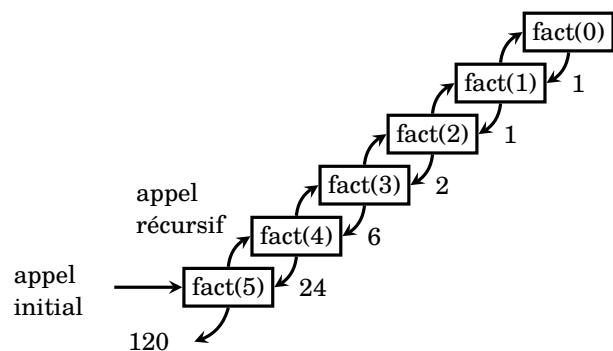 fact(0)
fact(1)
1
fact(2)
1
fact(3)
2
appel
récursif
fact(4)
6
appel
initial
fact(5)
24
120